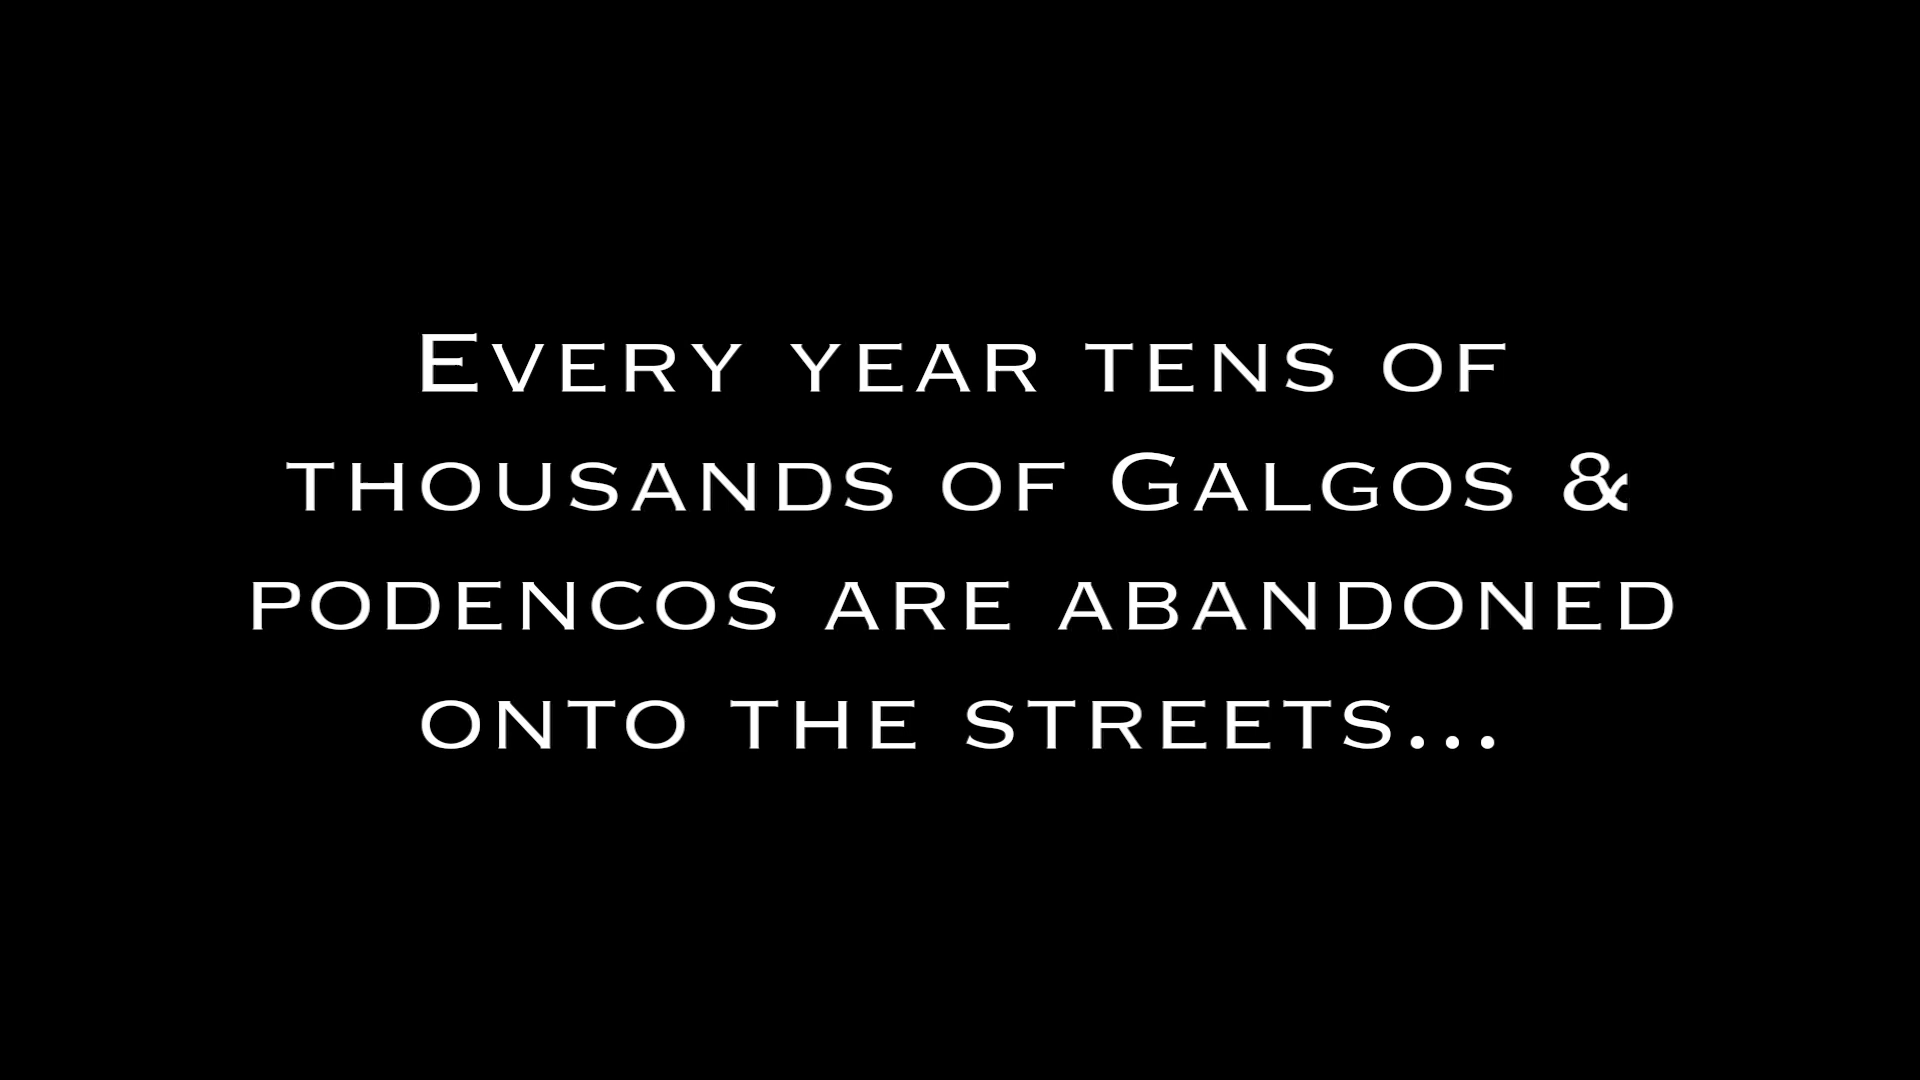 Every year tens of
thousands of Galgos &
podencos are abandoned
onto the streets...